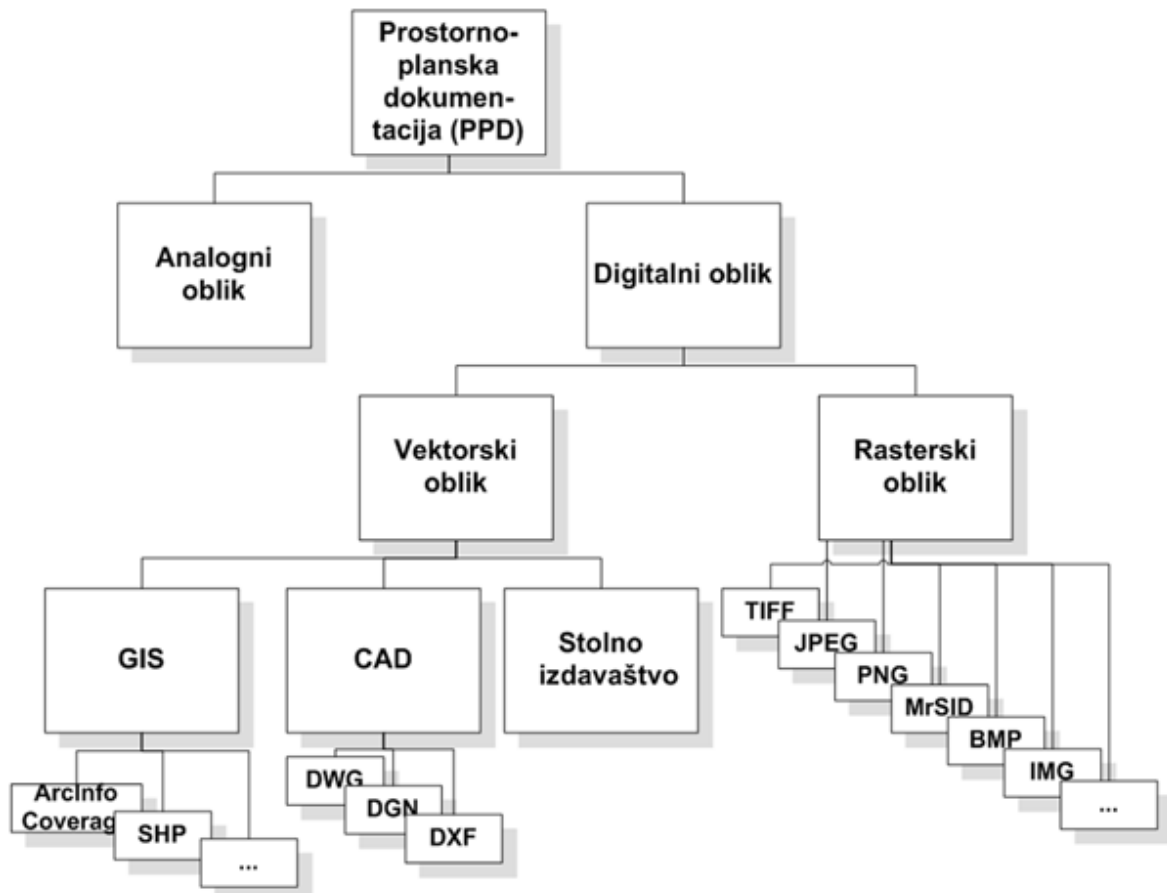 Prostorno-
planska
dokumen-
tacija (PPD)
Analogni
oblik
Digitalni oblik
Vektorski
oblik
Rasterski
oblik
GIS
CAD
Stolno
izdavaštvo
TIFF
JPEG
PNG
MrSID
BMP
IMG
...
ArcInfo
Coverag
SHP
...
DWG
DGN
DXF